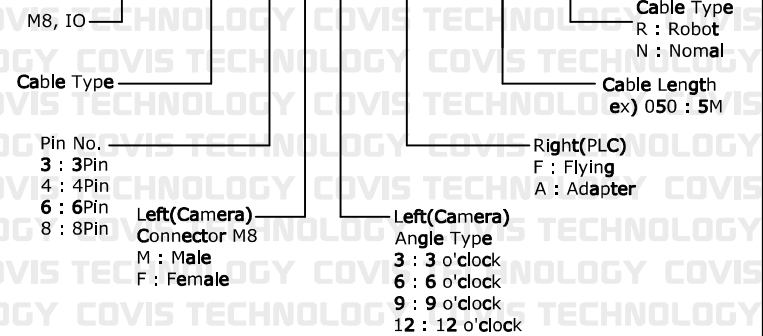 Cable Type
M8, IO
R : Robot
N : Nomal
Cable Type
Cable Length
ex) 050 : 5M
Pin No.
3 : 3Pin
4 : 4Pin
6 : 6Pin
8 : 8Pin
Right(PLC)
F : Flying
A : Adapter
Left(Camera)
Connector M8
M : Male
F : Female
Left(Camera)
Angle Type
3 : 3 o'clock
6 : 6 o'clock
9 : 9 o'clock
12 : 12 o'clock
COVIS TECHNOLOGY